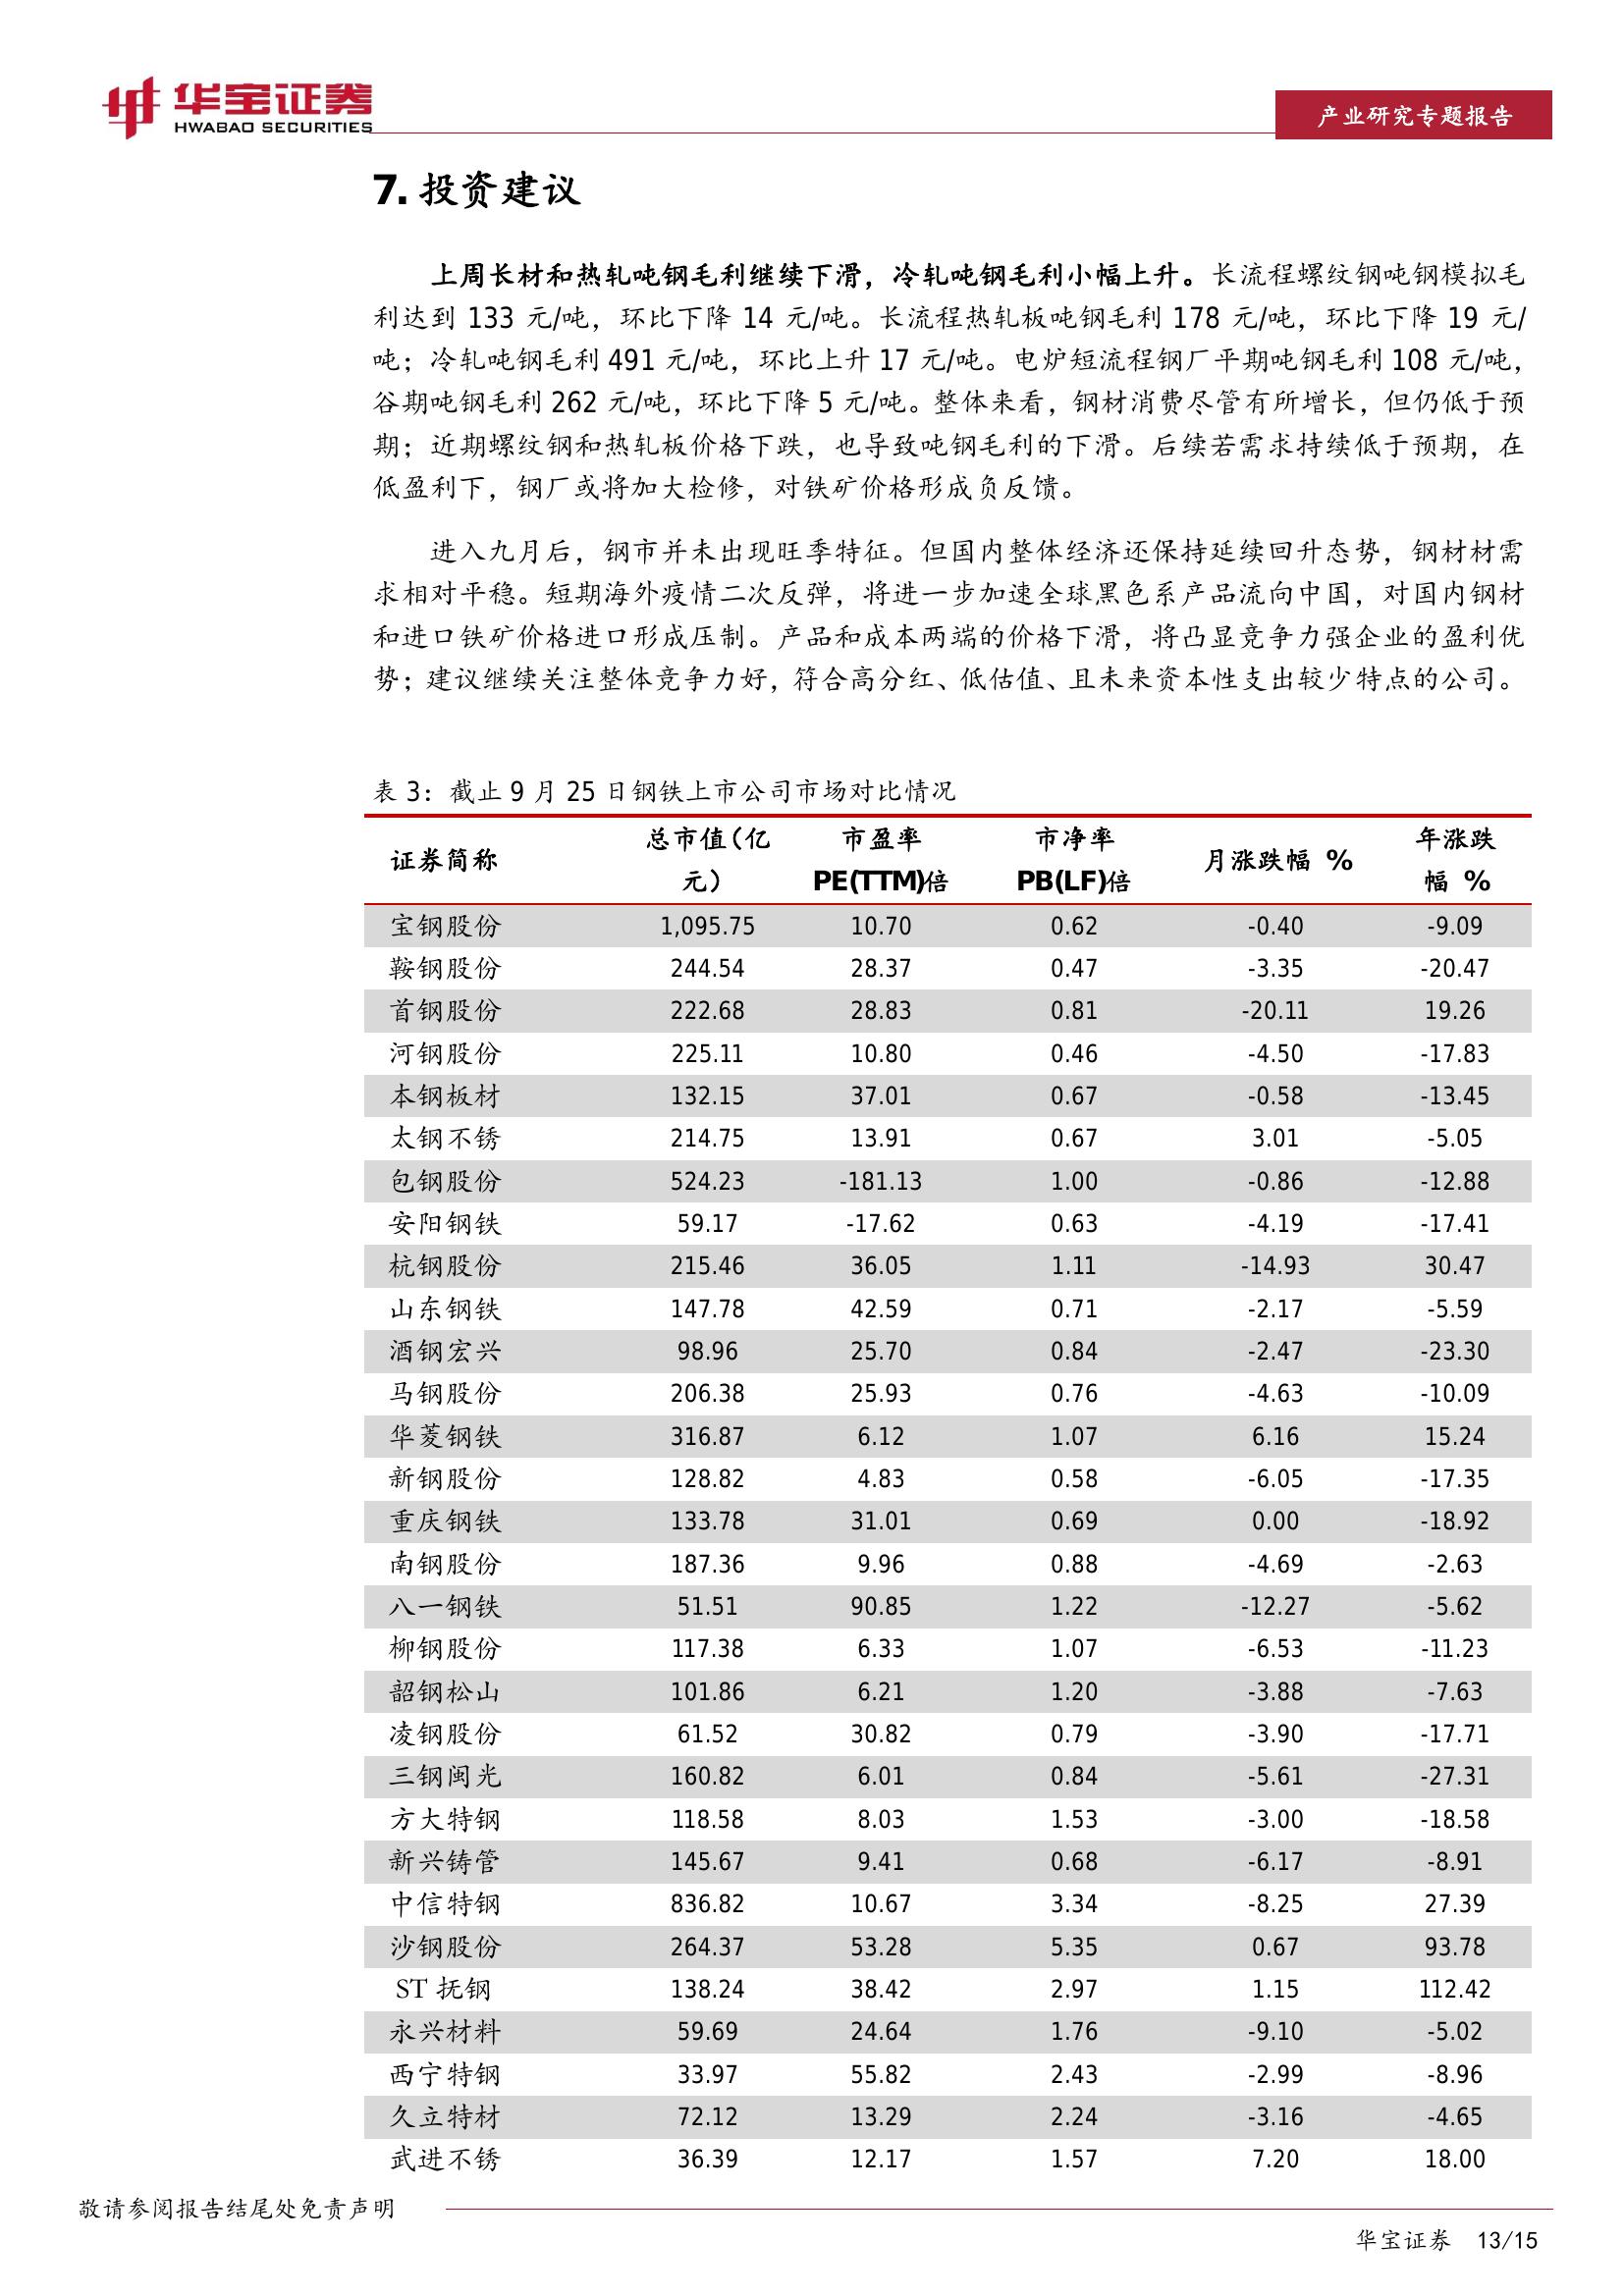 华宝证券
HWABAO SECURITIES
产业研究专题报告
7. 投资建议
上周长材和热轧吨钢毛利继续下滑，冷轧吨钢毛利小幅上升。长流程螺纹钢吨钢模拟毛
利达到 133 元/吨，环比下降 14 元/吨。长流程热轧板吨钢毛利 178 元/吨，环比下降 19 元/
吨；冷轧吨钢毛利 491 元/吨，环比上升 17 元/吨。电炉短流程钢厂平期吨钢毛利 108 元/吨，
谷期吨钢毛利 262 元/吨，环比下降 5 元/吨。整体来看，钢材消费尽管有所增长，但仍低于预
期；近期螺纹钢和热轧板价格下跌，也导致吨钢毛利的下滑。后续若需求持续低于预期，在
低盈利下，钢厂或将加大检修，对铁矿价格形成负反馈。
进入九月后，钢市并未出现旺季特征。但国内整体经济还保持延续回升态势，钢材材需
求相对平稳。短期海外疫情二次反弹，将进一步加速全球黑色系产品流向中国，对国内钢材
和进口铁矿价格进口形成压制。产品和成本两端的价格下滑，将凸显竞争力强企业的盈利优
势；建议继续关注整体竞争力好，符合高分红、低估值、且未来资本性支出较少特点的公司。
表 3：截止 9 月 25 日钢铁上市公司市场对比情况
证券简称 总市值（亿 市盈率 市净率 月涨跌幅 % 年涨跌
元） PE(TTM)倍 PB(LF)倍 幅 %
宝钢股份 1,095.75 10.70 0.62 -0.40 -9.09
鞍钢股份 244.54 28.37 0.47 -3.35 -20.47
首钢股份 222.68 28.83 0.81 -20.11 19.26
河钢股份 225.11 10.80 0.46 -4.50 -17.83
本钢板材 132.15 37.01 0.67 -0.58 -13.45
太钢不锈 214.75 13.91 0.67 3.01 -5.05
包钢股份 524.23 -181.13 1.00 -0.86 -12.88
安阳钢铁 59.17 -17.62 0.63 -4.19 -17.41
杭钢股份 215.46 36.05 1.11 -14.93 30.47
山东钢铁 147.78 42.59 0.71 -2.17 -5.59
酒钢宏兴 98.96 25.70 0.84 -2.47 -23.30
马钢股份 206.38 25.93 0.76 -4.63 -10.09
华菱钢铁 316.87 6.12 1.07 6.16 15.24
新钢股份 128.82 4.83 0.58 -6.05 -17.35
重庆钢铁 133.78 31.01 0.69 0.00 -18.92
南钢股份 187.36 9.96 0.88 -4.69 -2.63
八一钢铁 51.51 90.85 1.22 -12.27 -5.62
柳钢股份 117.38 6.33 1.07 -6.53 -11.23
韶钢松山 101.86 6.21 1.20 -3.88 -7.63
凌钢股份 61.52 30.82 0.79 -3.90 -17.71
三钢闽光 160.82 6.01 0.84 -5.61 -27.31
方大特钢 118.58 8.03 1.53 -3.00 -18.58
新兴铸管 145.67 9.41 0.68 -6.17 -8.91
中信特钢 836.82 10.67 3.34 -8.25 27.39
沙钢股份 264.37 53.28 5.35 0.67 93.78
ST 抚钢 138.24 38.42 2.97 1.15 112.42
永兴材料 59.69 24.64 1.76 -9.10 -5.02
西宁特钢 33.97 55.82 2.43 -2.99 -8.96
久立特材 72.12 13.29 2.24 -3.16 -4.65
武进不锈 36.39 12.17 1.57 7.20 18.00
敬请参阅报告结尾处免责声明
华宝证券 13/15